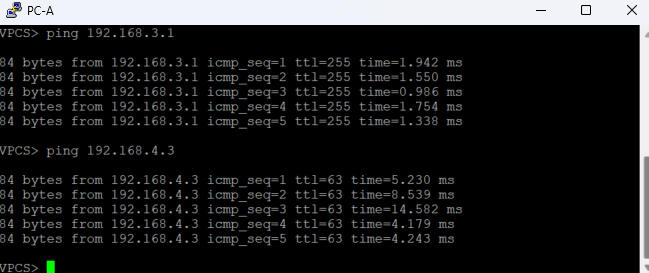 PC-A
VPCS> ping 192.168.3.1
84 bytes from 192.168.3.1 icmp_seq=1 ttl=255 time=1.942 ms
84 bytes from 192.168.3.1 icmp_seq=2 ttl=255 time=1.550 ms
84 bytes from 192.168.3.1 icmp_seq=3 ttl=255 time=0.986 ms
84 bytes from 192.168.3.1 icmp_seq=4 ttl=255 time=1.754 ms
84 bytes from 192.168.3.1 icmp_seq=5 ttl=255 time=1.338 ms
VPCS> ping 192.168.4.3
84 bytes from 192.168.4.3 icmp_seq=1 ttl=63 time=5.230 ms
84 bytes from 192.168.4.3 icmp_seq=2 ttl=63 time=8.539 ms
84 bytes from 192.168.4.3 icmp_seq=3 ttl=63 time=14.582 ms
84 bytes from 192.168.4.3 icmp_seq=4 ttl=63 time=4.179 ms
84 bytes from 192.168.4.3 icmp_seq=5 ttl=63 time=4.243 ms
VPCS>